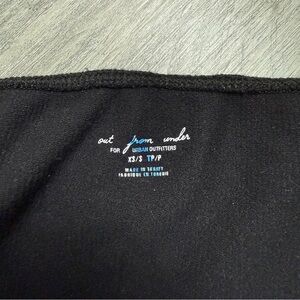 out from under
FOR URBAN OUTFITTERS
XS/S TP/P
MADE IN TURKEY
FABRIQUÉ EN TURQUIE